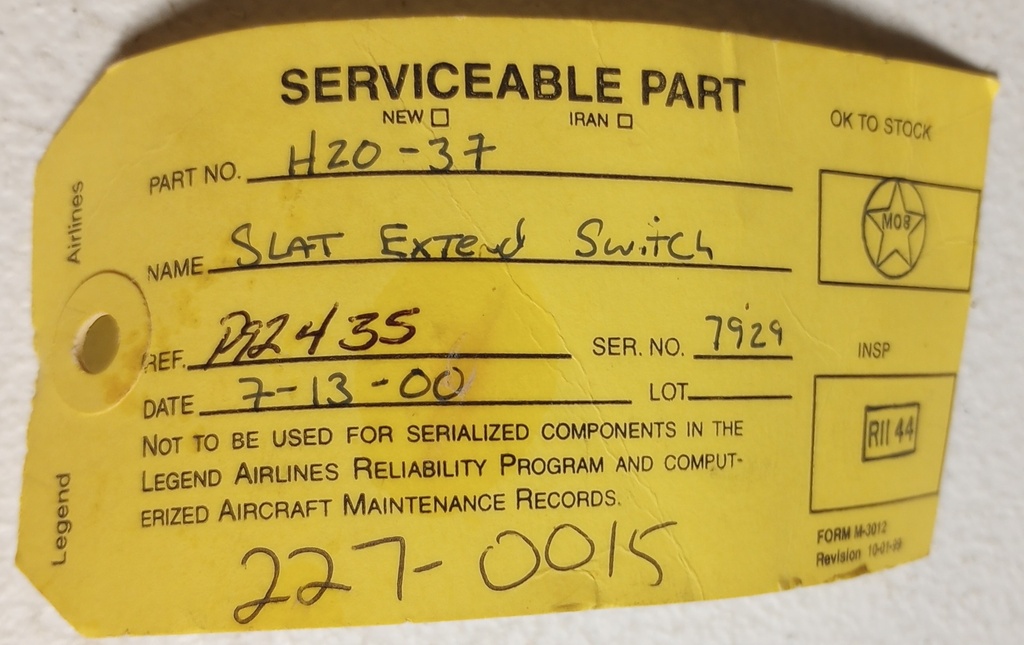 SERVICEABLE PART
NEW □ IRAN □
OK TO STOCK
PART NO. H20-37
M08
NAME SLAT EXTEND SWITCH
REF. P92435 SER. NO. 7929
INSP
DATE 7-13-00 LOT
RII 44
NOT TO BE USED FOR SERIALIZED COMPONENTS IN THE
LEGEND AIRLINES RELIABILITY PROGRAM AND COMPUT-
ERIZED AIRCRAFT MAINTENANCE RECORDS.
227-0015
FORM M-3012
Revision 10-01-99
Legend Airlines